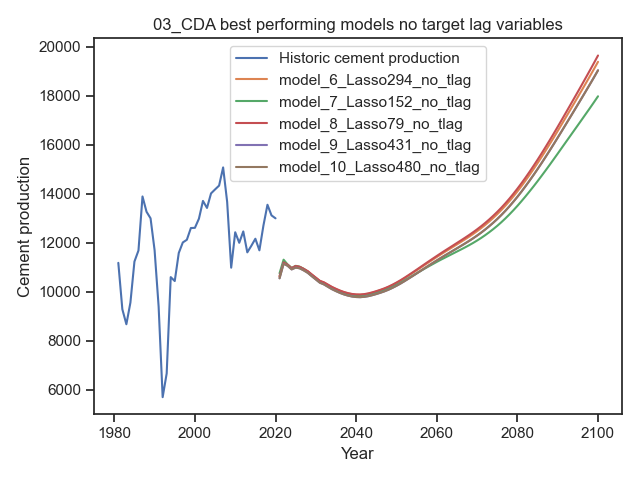 03_CDA best performing models no target lag variables
20000
18000
16000
14000
12000
10000
8000
6000
Cement production
Historic cement production
model_6_Lasso294_no_tlag
model_7_Lasso152_no_tlag
model_8_Lasso79_no_tlag
model_9_Lasso431_no_tlag
model_10_Lasso480_no_tlag
1980 2000 2020 2040 2060 2080 2100
Year